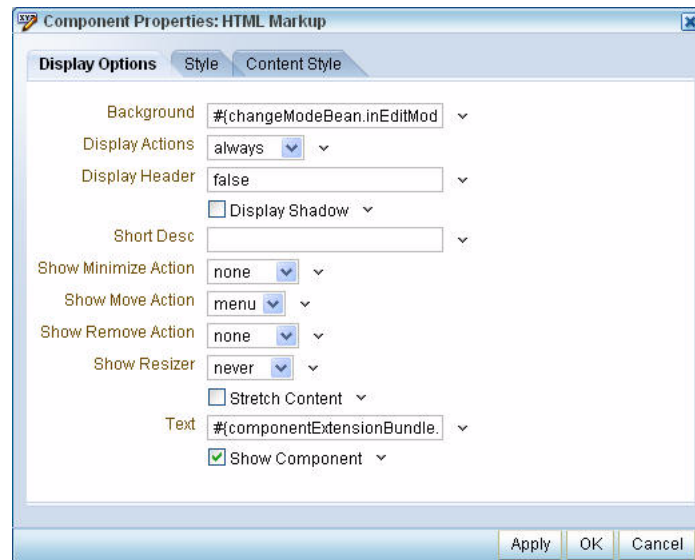 Component Properties: HTML Markup
Display Options Style Content Style
Background #{changeModeBean.inEditMod
Display Actions always
Display Header false
Display Shadow
Short Desc
Show Minimize Action none
Show Move Action menu
Show Remove Action none
Show Resizer never
Stretch Content
Text #{componentExtensionBundle.
Show Component
Apply OK Cancel